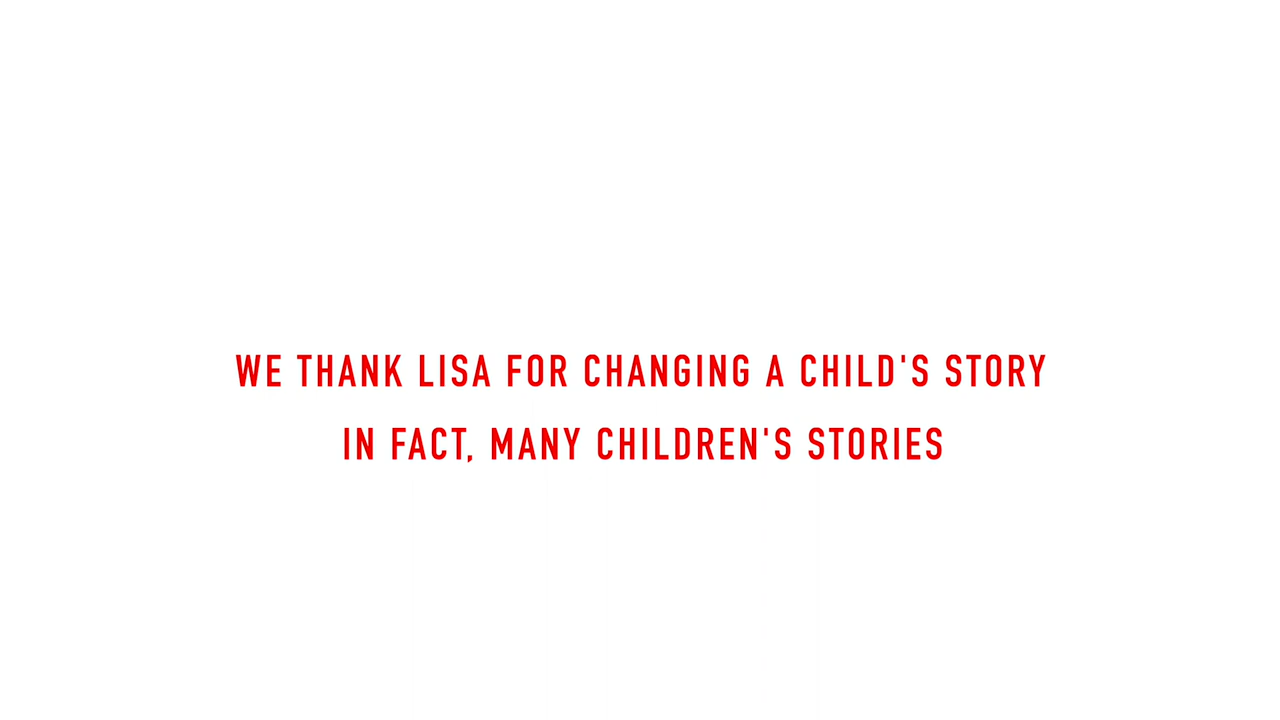 WE THANK LISA FOR CHANGING A CHILD'S STORY
IN FACT, MANY CHILDREN'S STORIES